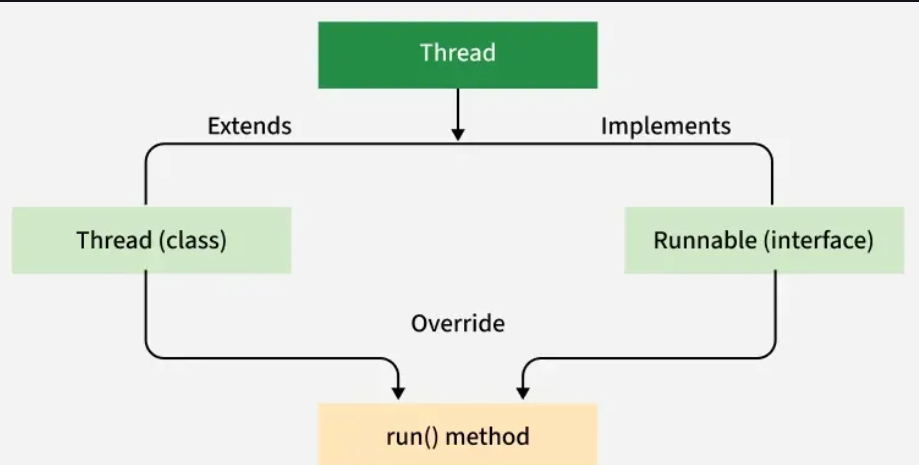 Thread
Extends
Implements
Thread (class)
Runnable (interface)
Override
run() method